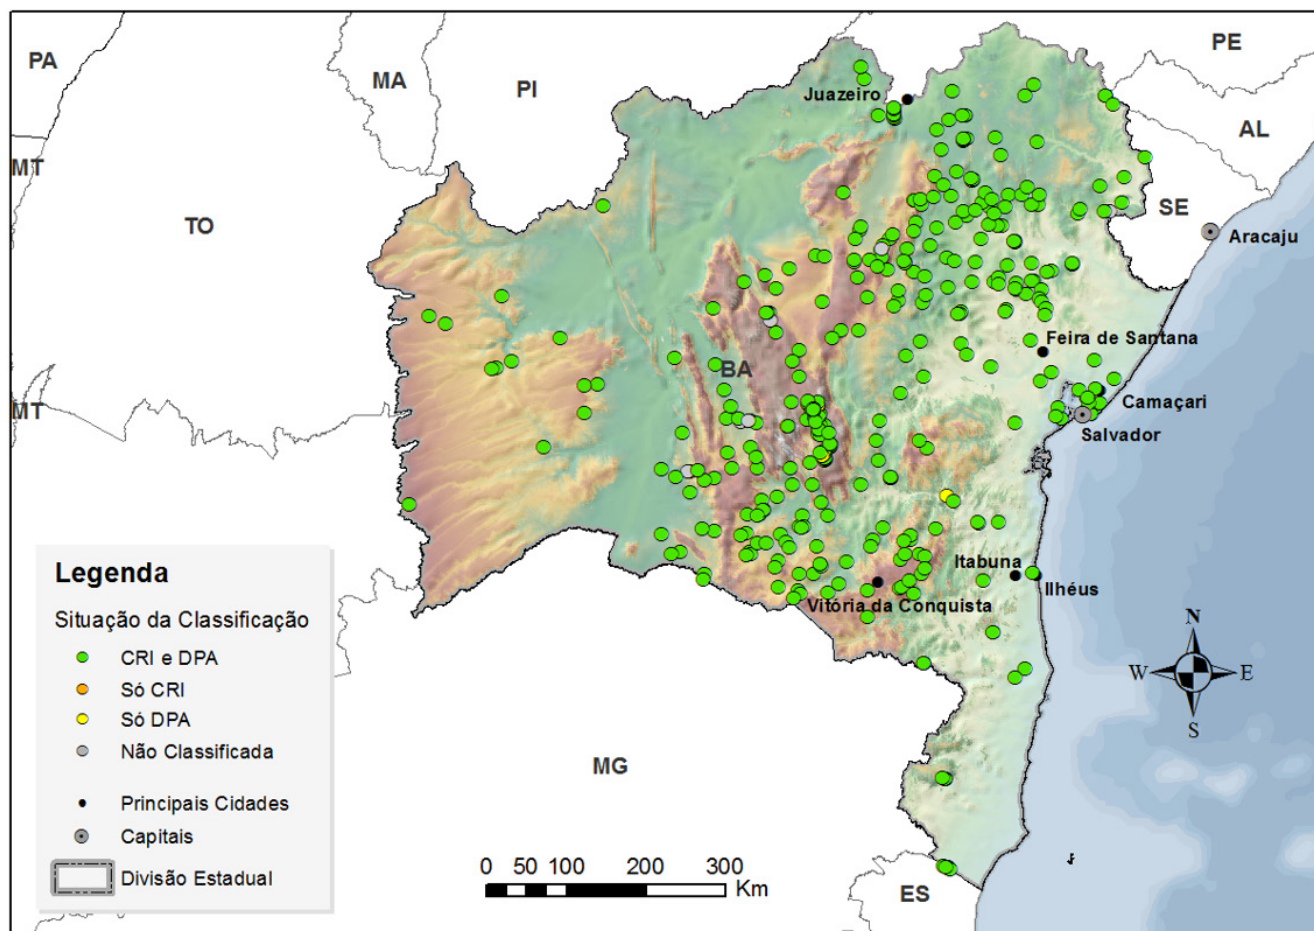 PA
MA
PI
PE
Juazeiro
AL
MT
TO
SE
Aracaju
Feira de Santana
BA
Camaçari
MT
Salvador
Itabuna
Ilhéus
Vitória da Conquista
Legenda
Situação da Classificação
CRI e DPA
Só CRI
Só DPA
Não Classificada
Principais Cidades
Capitais
Divisão Estadual
MG
N
W
E
S
0 50 100 200 300
Km
ES